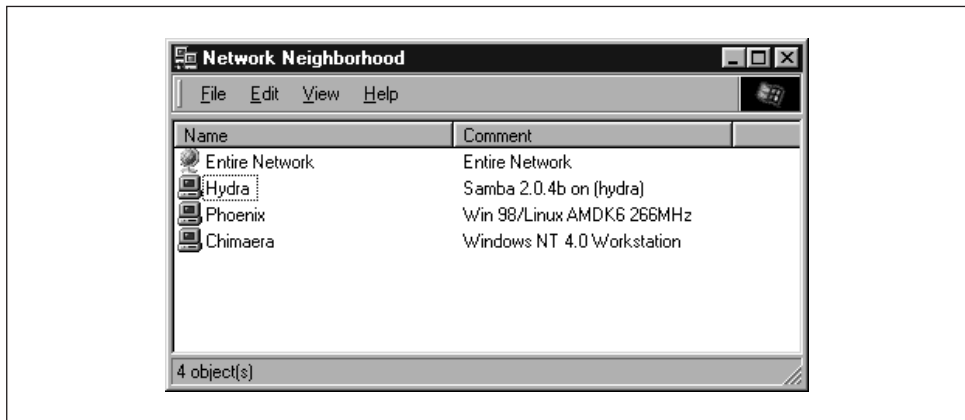 Network Neighborhood
File Edit View Help
Name Comment
Entire Network Entire Network
Hydra Samba 2.0.4b on (hydra)
Phoenix Win 98/Linux AMDK6 266MHz
Chimaera Windows NT 4.0 Workstation
4 object(s)